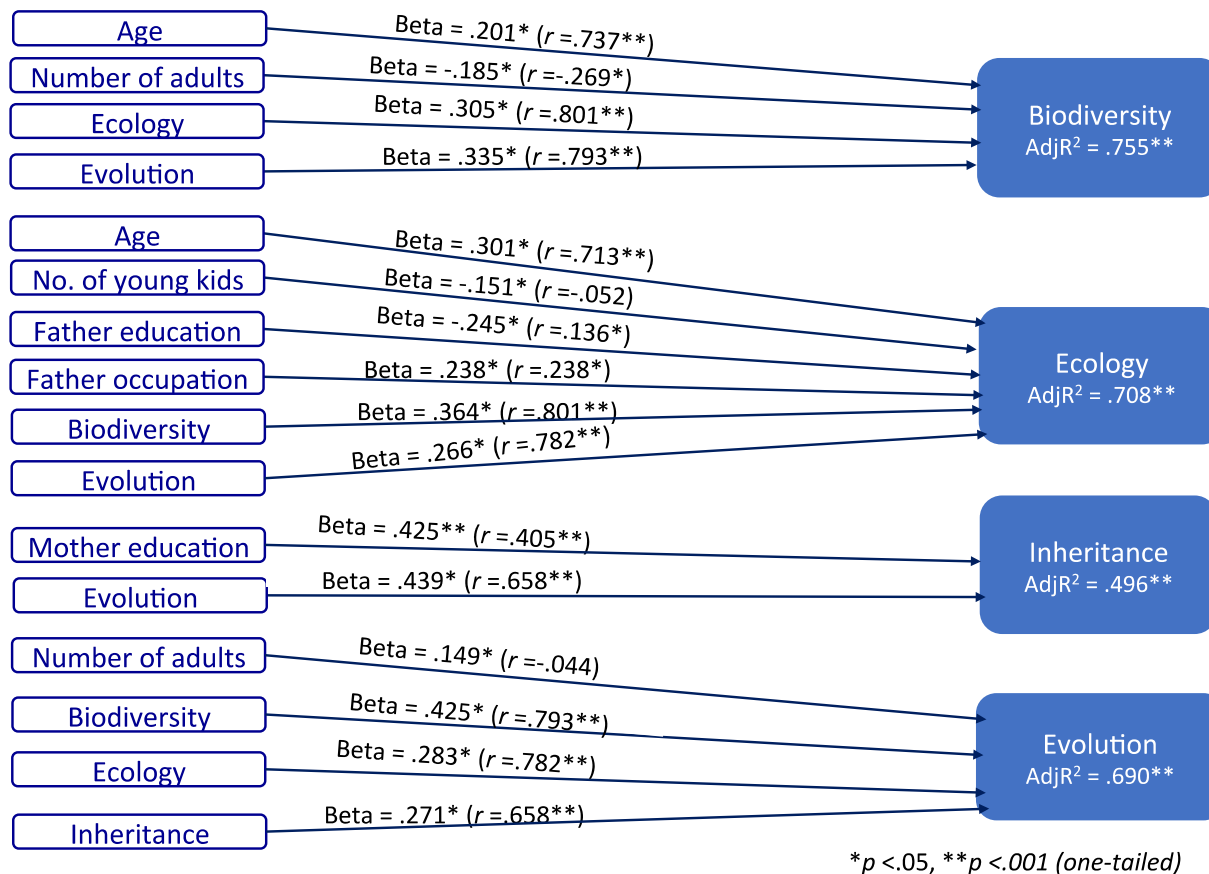 Age
Beta = .201* (r =.737**)
Number of adults
Beta = -.185* (r =-.269*)
Ecology
Beta = .305* (r =.801**)
Evolution
Beta = .335* (r =.793**)
Biodiversity
AdjR² = .755**
Age
Beta = .301* (r =.713**)
No. of young kids
Beta = -.151* (r =-.052)
Father education
Beta = -.245* (r =.136*)
Father occupation
Beta = .238* (r =.238*)
Biodiversity
Beta = .364* (r =.801**)
Evolution
Beta = .266* (r =.782**)
Ecology
AdjR² = .708**
Mother education
Beta = .425** (r =.405**)
Evolution
Beta = .439* (r =.658**)
Inheritance
AdjR² = .496**
Number of adults
Beta = .149* (r =-.044)
Biodiversity
Beta = .425* (r =.793**)
Ecology
Beta = .283* (r =.782**)
Inheritance
Beta = .271* (r =.658**)
Evolution
AdjR² = .690**
*p <.05, **p <.001 (one-tailed)